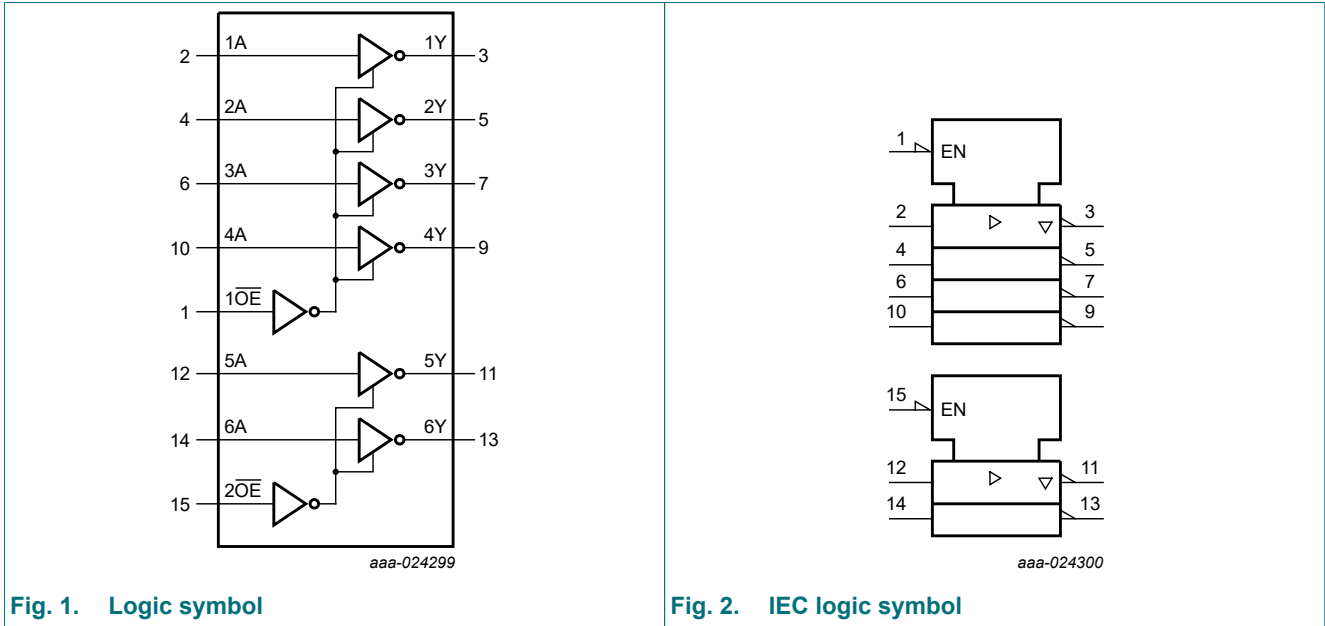 2 1A 1Y 3
4 2A 2Y 5
6 3A 3Y 7
10 4A 4Y 9
1 1OE
12 5A 5Y 11
14 6A 6Y 13
15 2OE
aaa-024299
Fig. 1. Logic symbol
1 EN
2 3
4 5
6 7
10 9
15 EN
12 11
14 13
aaa-024300
Fig. 2. IEC logic symbol